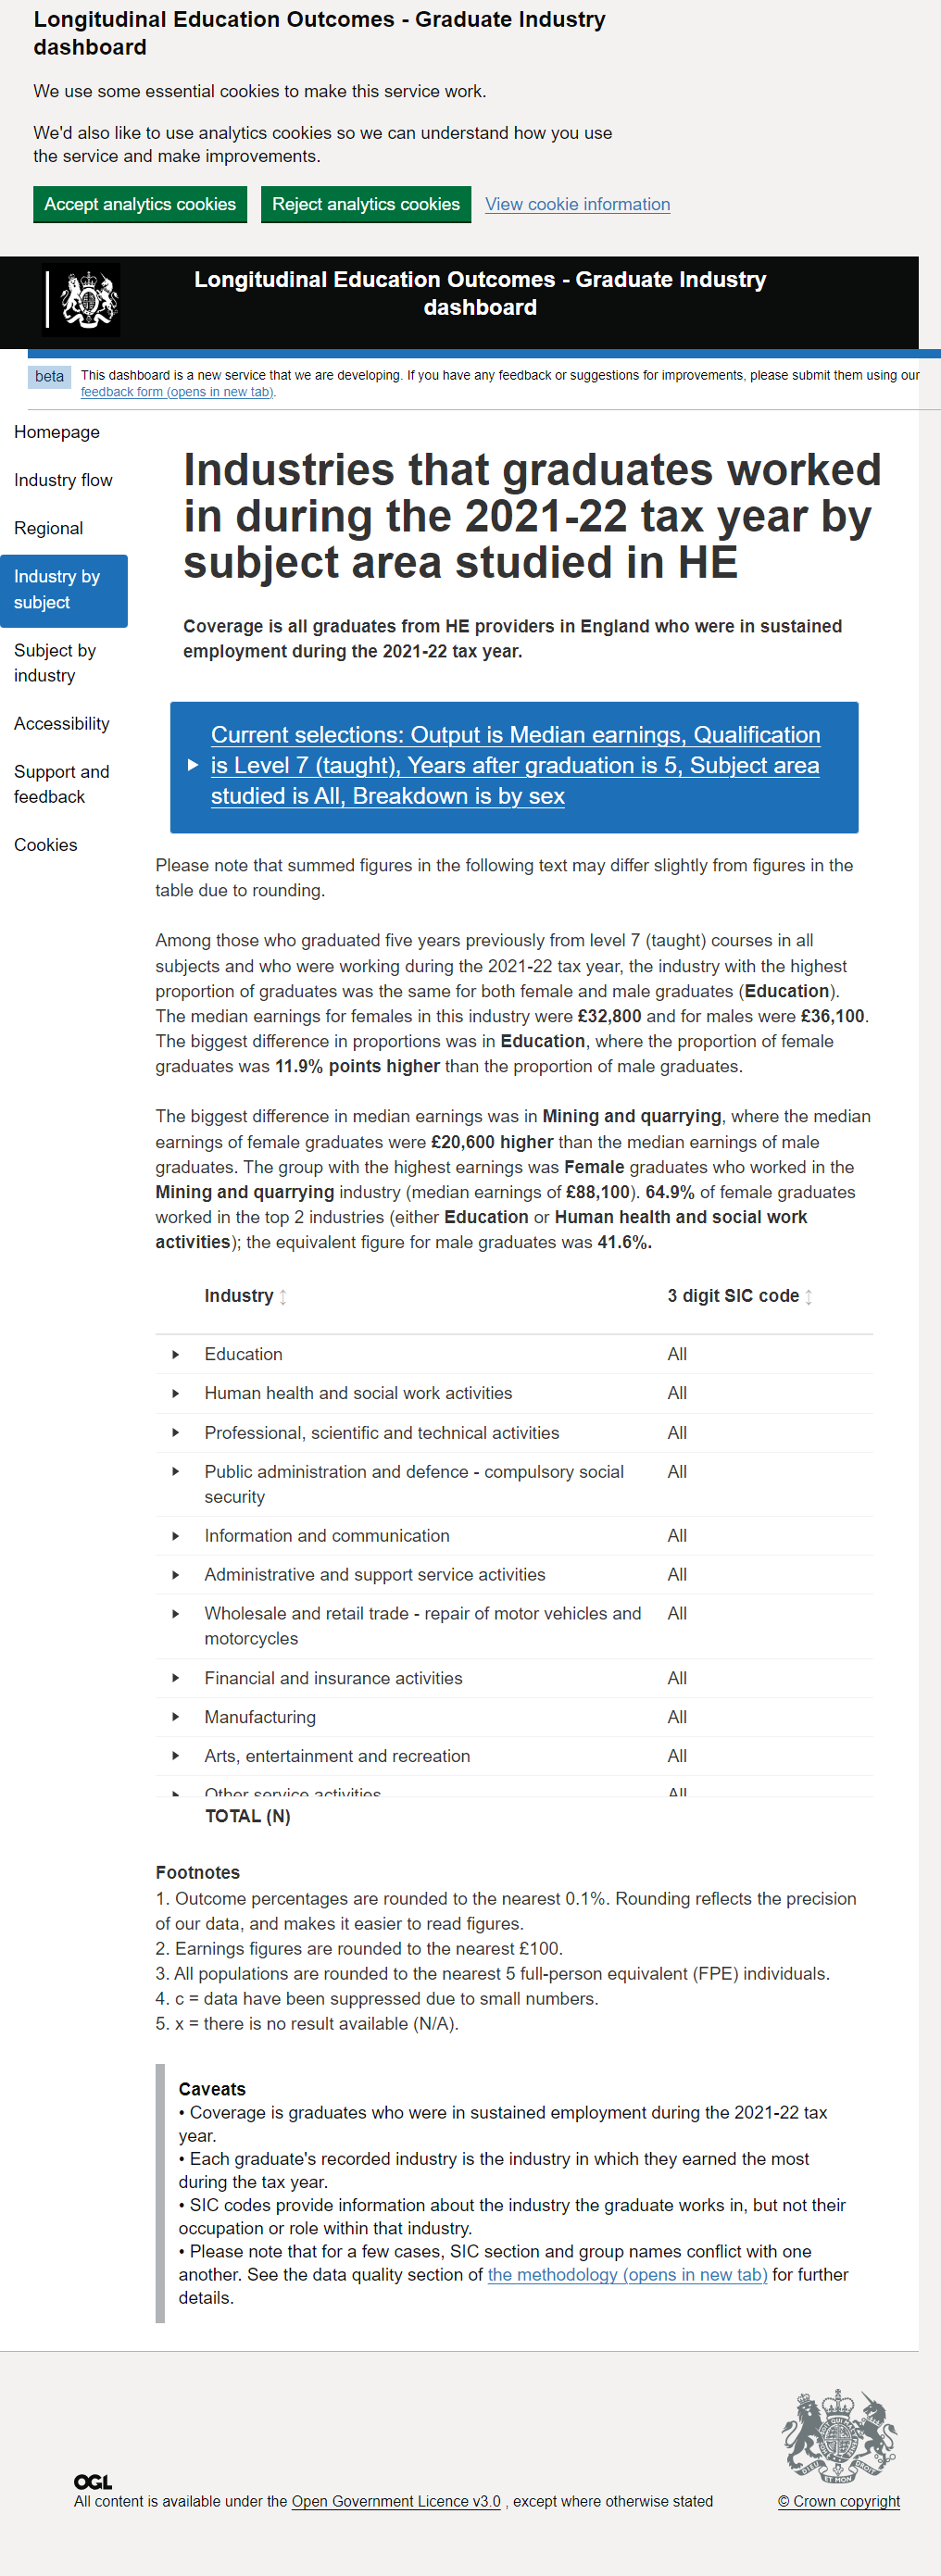 Longitudinal Education Outcomes - Graduate Industry
dashboard
We use some essential cookies to make this service work.
We'd also like to use analytics cookies so we can understand how you use
the service and make improvements.
Accept analytics cookies Reject analytics cookies View cookie information
Longitudinal Education Outcomes - Graduate Industry
dashboard
beta This dashboard is a new service that we are developing. If you have any feedback or suggestions for improvements, please submit them using our
feedback form (opens in new tab).
Homepage
Industry flow
Regional
Industry by
subject
Subject by
industry
Accessibility
Support and
feedback
Cookies
Industries that graduates worked
in during the 2021-22 tax year by
subject area studied in HE
Coverage is all graduates from HE providers in England who were in sustained
employment during the 2021-22 tax year.
Current selections: Output is Median earnings, Qualification
is Level 7 (taught), Years after graduation is 5, Subject area
studied is All, Breakdown is by sex
Please note that summed figures in the following text may differ slightly from figures in the
table due to rounding.
Among those who graduated five years previously from level 7 (taught) courses in all
subjects and who were working during the 2021-22 tax year, the industry with the highest
proportion of graduates was the same for both female and male graduates (Education).
The median earnings for females in this industry were £32,800 and for males were £36,100.
The biggest difference in proportions was in Education, where the proportion of female
graduates was 11.9% points higher than the proportion of male graduates.
The biggest difference in median earnings was in Mining and quarrying, where the median
earnings of female graduates were £20,600 higher than the median earnings of male
graduates. The group with the highest earnings was Female graduates who worked in the
Mining and quarrying industry (median earnings of £88,100). 64.9% of female graduates
worked in the top 2 industries (either Education or Human health and social work
activities); the equivalent figure for male graduates was 41.6%.
Industry 3 digit SIC code
Education All
Human health and social work activities All
Professional, scientific and technical activities All
Public administration and defence - compulsory social All
security
Information and communication All
Administrative and support service activities All
Wholesale and retail trade - repair of motor vehicles and All
motorcycles
Financial and insurance activities All
Manufacturing All
Arts, entertainment and recreation All
Other service activities All
TOTAL (N)
Footnotes
1. Outcome percentages are rounded to the nearest 0.1%. Rounding reflects the precision
of our data, and makes it easier to read figures.
2. Earnings figures are rounded to the nearest £100.
3. All populations are rounded to the nearest 5 full-person equivalent (FPE) individuals.
4. c = data have been suppressed due to small numbers.
5. x = there is no result available (N/A).
Caveats
• Coverage is graduates who were in sustained employment during the 2021-22 tax
year.
• Each graduate's recorded industry is the industry in which they earned the most
during the tax year.
• SIC codes provide information about the industry the graduate works in, but not their
occupation or role within that industry.
• Please note that for a few cases, SIC section and group names conflict with one
another. See the data quality section of the methodology (opens in new tab) for further
details.
OGL
All content is available under the Open Government Licence v3.0 , except where otherwise stated
© Crown copyright